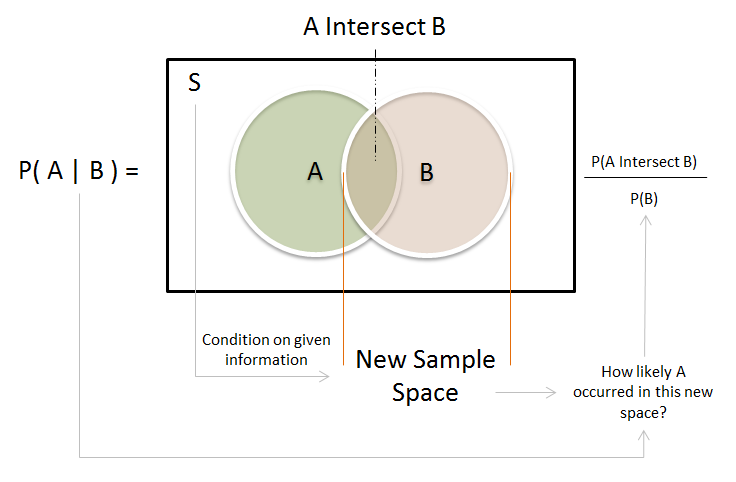 A Intersect B
S
P( A | B ) =
A
B
P(A Intersect B)
P(B)
Condition on given
information
New Sample
Space
How likely A
occurred in this new
space?